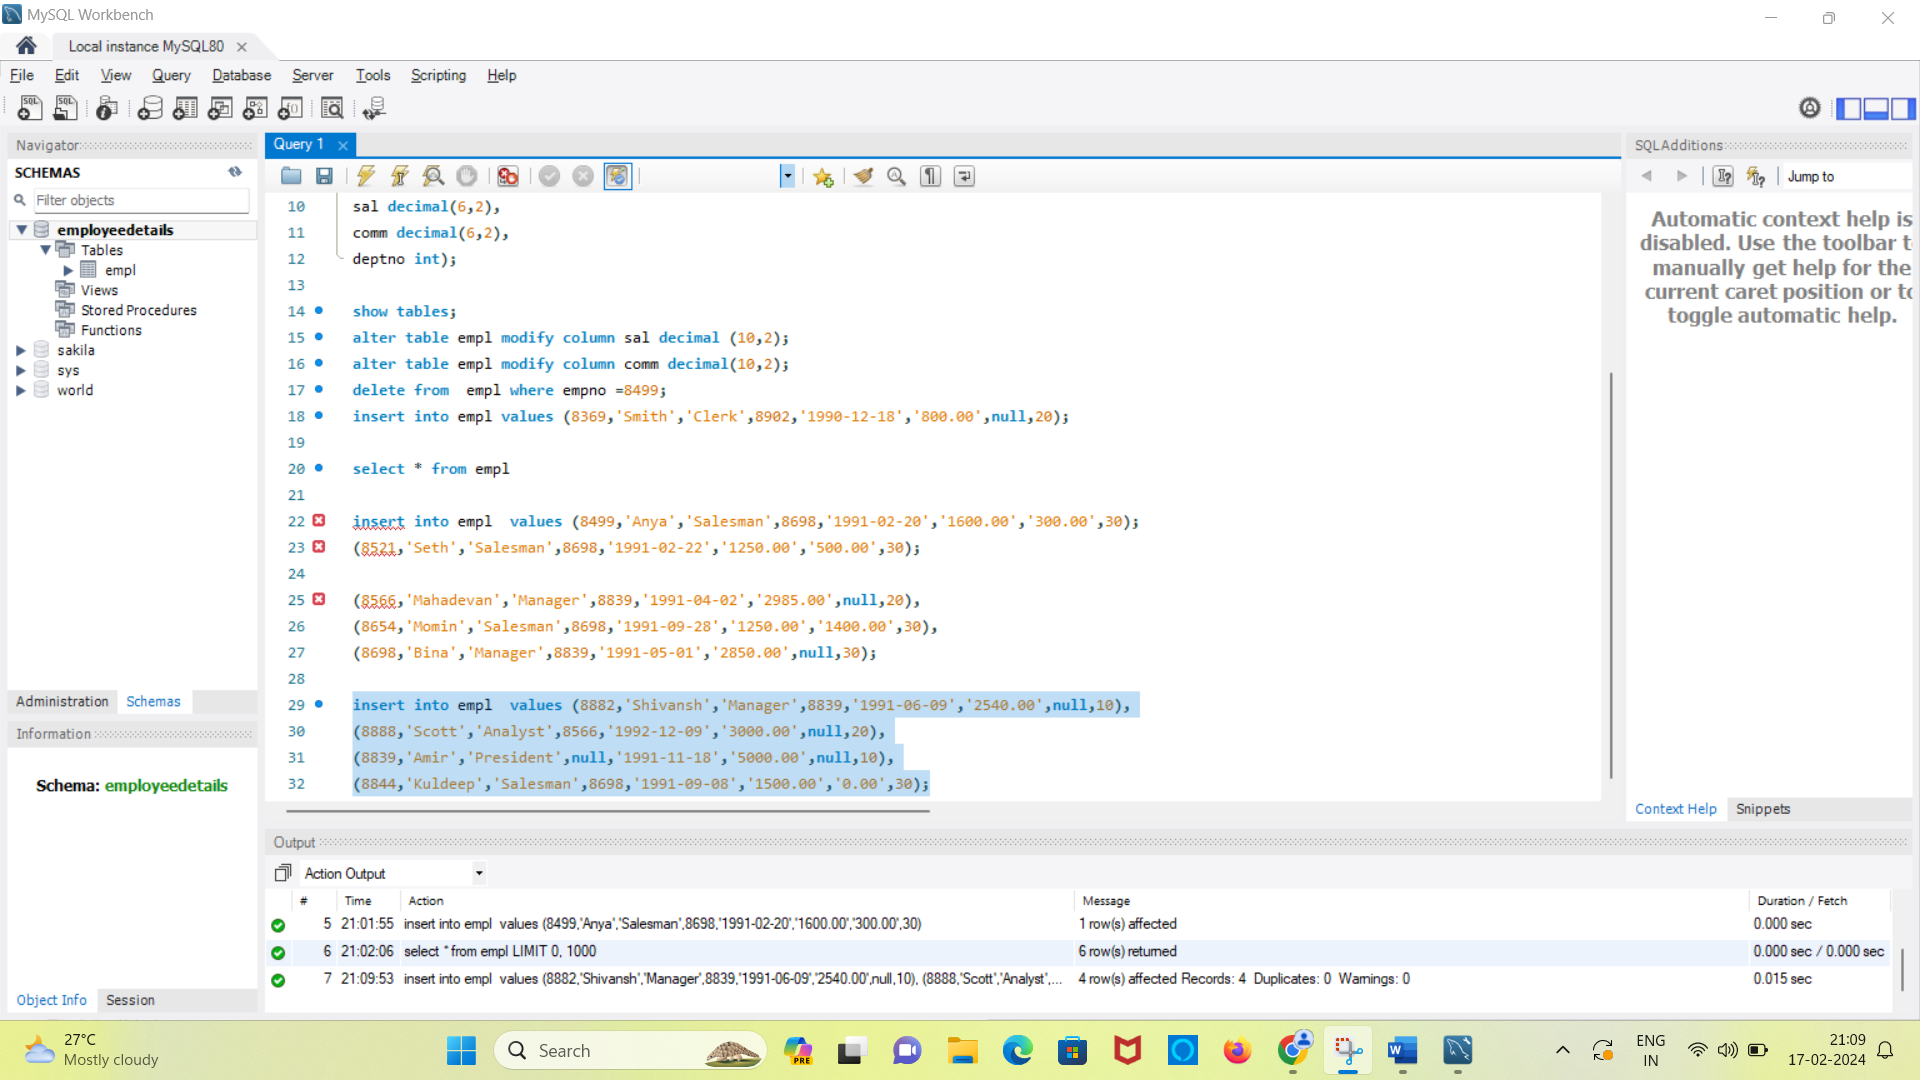 MySQL Workbench
Local instance MySQL80
File Edit View Query Database Server Tools Scripting Help
Navigator
SCHEMAS
Filter objects
employeedetails
Tables
empl
Views
Stored Procedures
Functions
sakila
sys
world
Administration Schemas
Information
Schema: employeedetails
Object Info Session
Query 1
10 sal decimal(6,2),
11 comm decimal(6,2),
12 deptno int);
13
14 show tables;
15 alter table empl modify column sal decimal (10,2);
16 alter table empl modify column comm decimal(10,2);
17 delete from  empl where empno =8499;
18 insert into empl values (8369,'Smith','Clerk',8902,'1990-12-18','800.00',null,20);
19
20 select * from empl
21
22 insert into empl  values (8499,'Anya','Salesman',8698,'1991-02-20','1600.00','300.00',30);
23 (8521,'Seth','Salesman',8698,'1991-02-22','1250.00','500.00',30);
24
25 (8566,'Mahadevan','Manager',8839,'1991-04-02','2985.00',null,20),
26 (8654,'Momin','Salesman',8698,'1991-09-28','1250.00','1400.00',30),
27 (8698,'Bina','Manager',8839,'1991-05-01','2850.00',null,30);
28
29 insert into empl  values (8882,'Shivansh','Manager',8839,'1991-06-09','2540.00',null,10),
30 (8888,'Scott','Analyst',8566,'1992-12-09','3000.00',null,20),
31 (8839,'Amir','President',null,'1991-11-18','5000.00',null,10),
32 (8844,'Kuldeep','Salesman',8698,'1991-09-08','1500.00','0.00',30);
SQLAdditions
Jump to
Automatic context help is
disabled. Use the toolbar t
manually get help for the
current caret position or to
toggle automatic help.
Context Help Snippets
Output
Action Output
# Time Action Message Duration / Fetch
5 21:01:55 insert into empl  values (8499,'Anya','Salesman',8698,'1991-02-20','1600.00','300.00',30) 1 row(s) affected 0.000 sec
6 21:02:06 select * from empl LIMIT 0, 1000 6 row(s) returned 0.000 sec / 0.000 sec
7 21:09:53 insert into empl  values (8882,'Shivansh','Manager',8839,'1991-06-09','2540.00',null,10), (8888,'Scott','Analyst',... 4 row(s) affected Records: 4  Duplicates: 0  Warnings: 0 0.015 sec
27°C
Mostly cloudy
Search
PRE
ENG
IN
21:09
17-02-2024